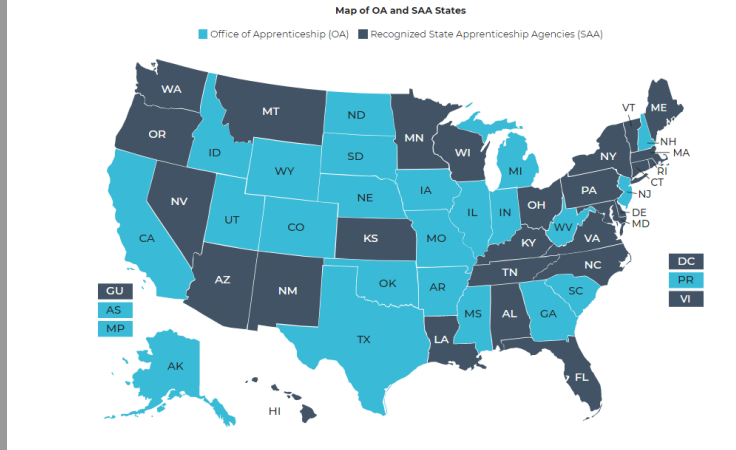 Map of OA and SAA States
Office of Apprenticeship (OA) Recognized State Apprenticeship Agencies (SAA)
WA
MT
ND
MN
VT
ME
OR
ID
SD
WI
MI
NY
NH
MA
WY
RI
CT
NV
NE
IA
PA
NJ
UT
CO
IL
IN
OH
WV
DE
MD
CA
KS
MO
KY
VA
DC
AZ
NM
OK
AR
TN
NC
PR
GU
SC
VI
AS
MS
AL
GA
MP
TX
LA
AK
FL
HI